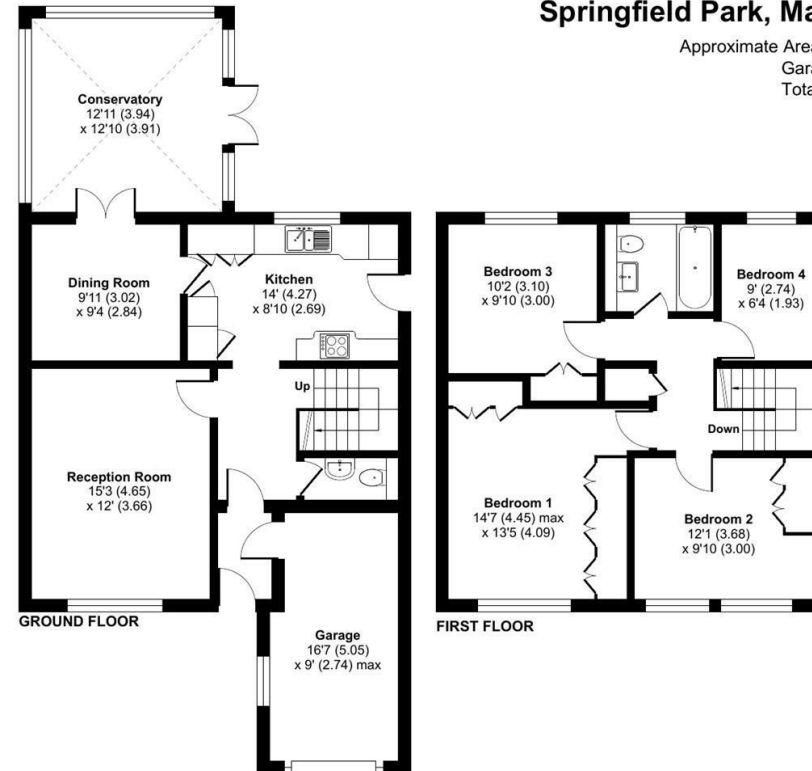 Springfield Park, Ma
Approximate Area
Gara
Tota
Conservatory
12'11 (3.94)
x 12'10 (3.91)
Dining Room
9'11 (3.02)
x 9'4 (2.84)
Kitchen
14' (4.27)
x 8'10 (2.69)
Up
Reception Room
15'3 (4.65)
x 12' (3.66)
Garage
16'7 (5.05)
x 9' (2.74) max
GROUND FLOOR
Bedroom 3
10'2 (3.10)
x 9'10 (3.00)
Bedroom 4
9' (2.74)
x 6'4 (1.93)
Down
Bedroom 1
14'7 (4.45) max
x 13'5 (4.09)
Bedroom 2
12'1 (3.68)
x 9'10 (3.00)
FIRST FLOOR